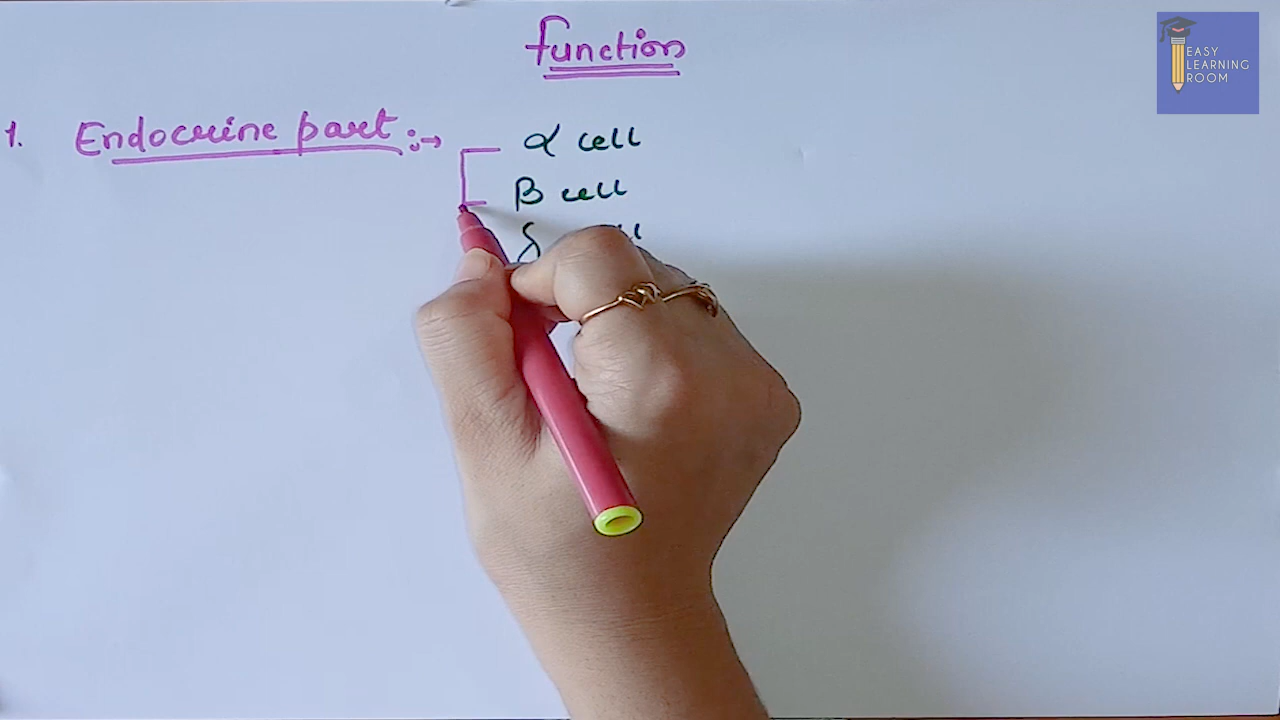 Function
1. Endocrine part :→
α cell
β cell
δ
EASY
LEARNING
ROOM